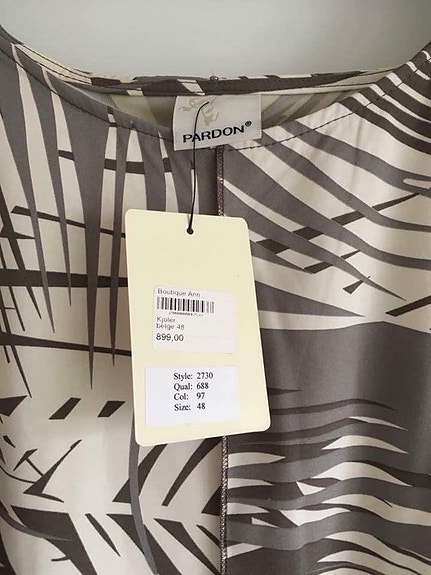 PARDON®
Boutique Ann
Kjoler
beige 48
899,00
Style: 2730
Qual: 688
Col: 97
Size: 48